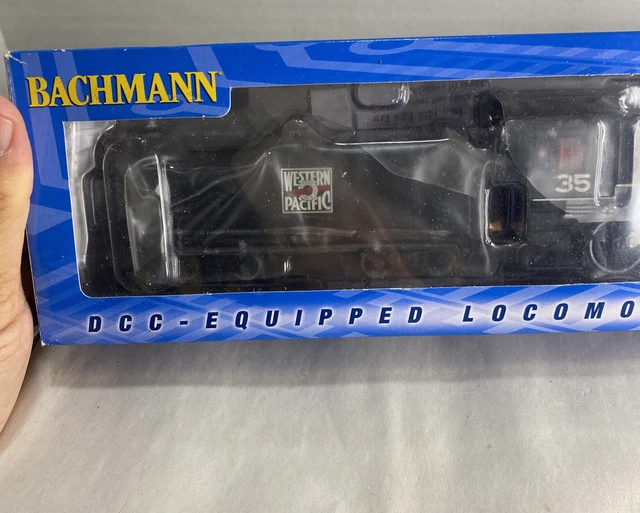 BACHMANN
WESTERN
PACIFIC
35
DCC-EQUIPPED LOCOMO